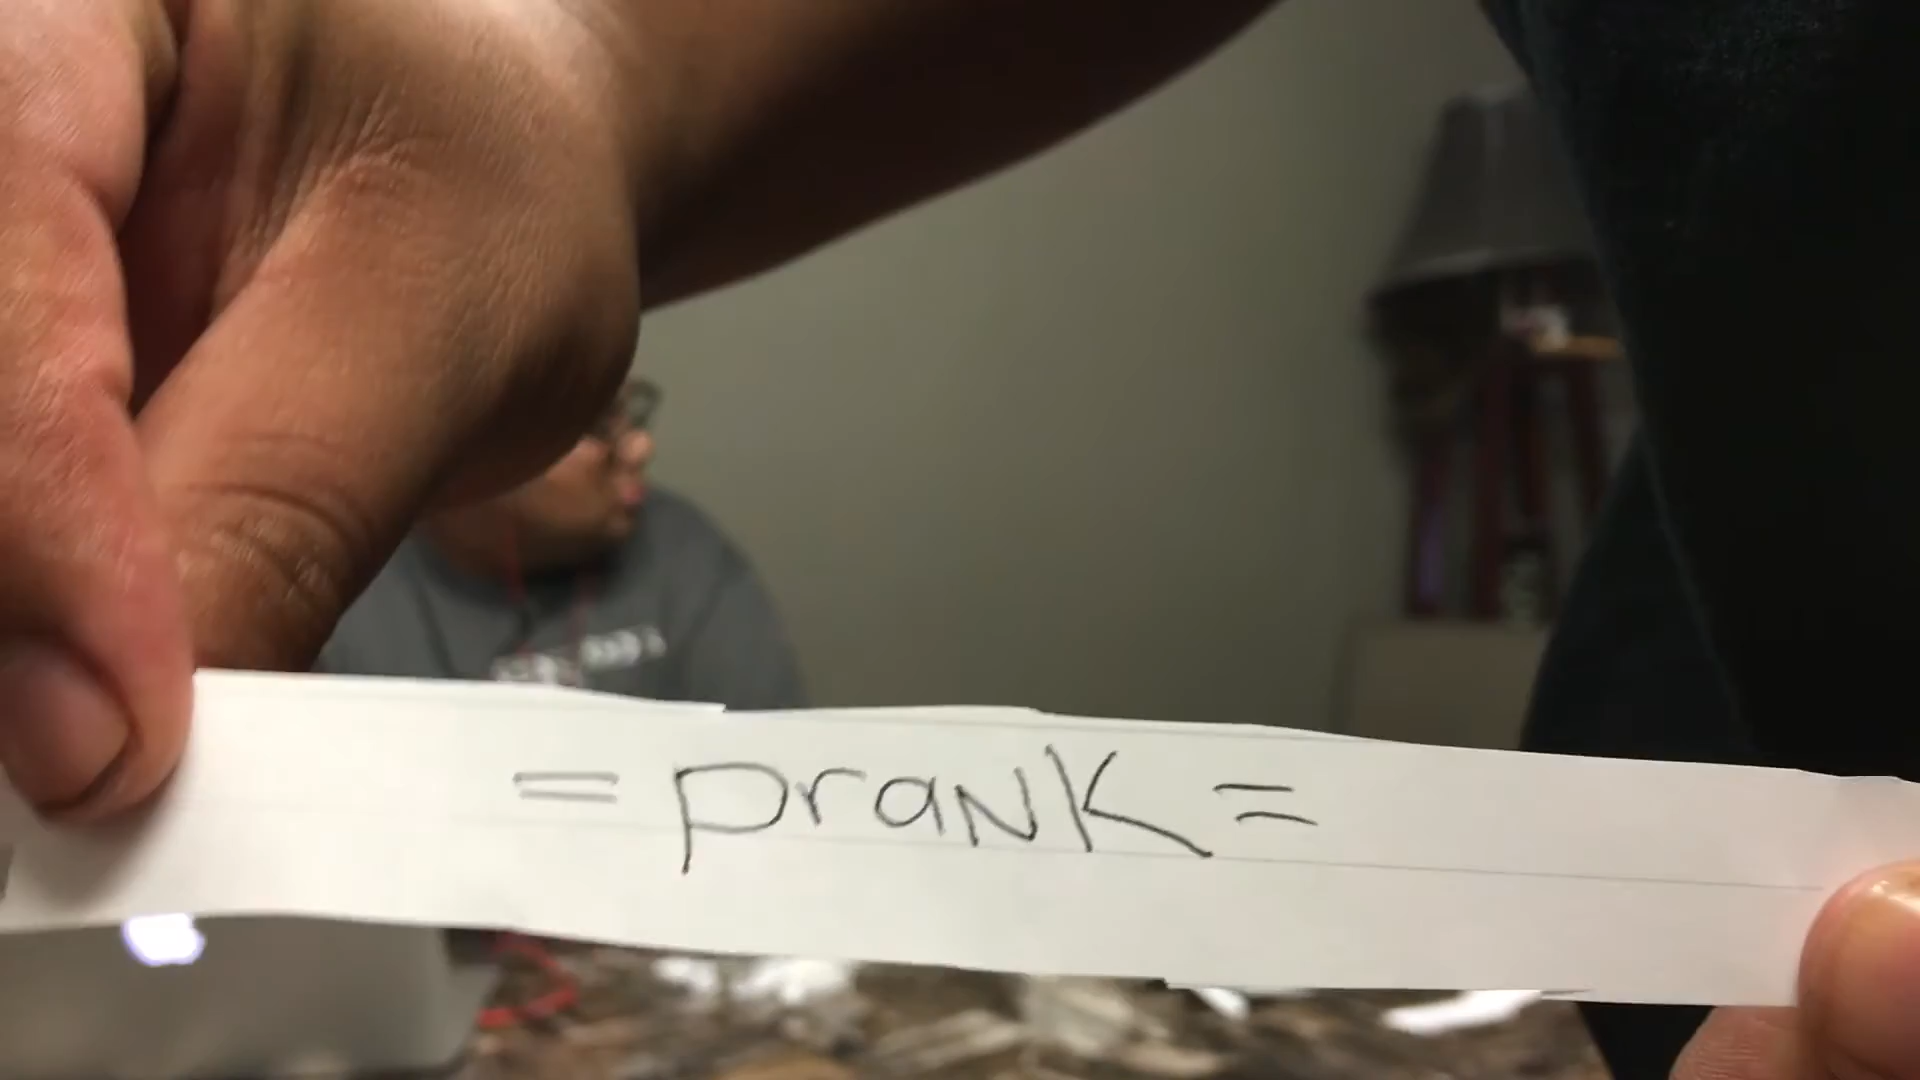 = prank =